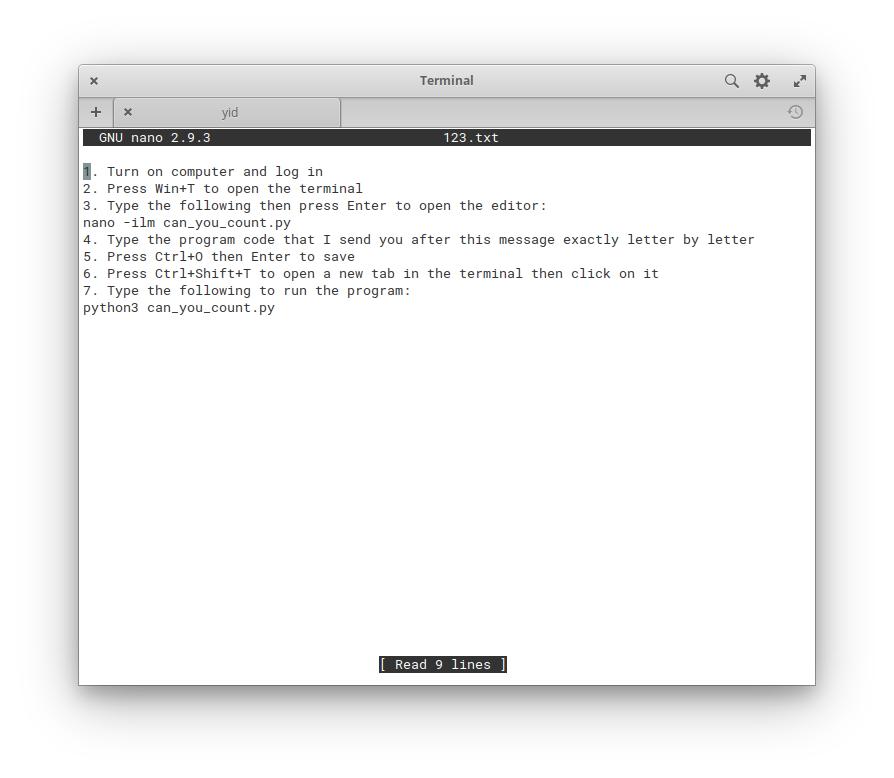 Terminal
yid
GNU nano 2.9.3 123.txt
1. Turn on computer and log in
2. Press Win+T to open the terminal
3. Type the following then press Enter to open the editor:
nano -ilm can_you_count.py
4. Type the program code that I send you after this message exactly letter by letter
5. Press Ctrl+O then Enter to save
6. Press Ctrl+Shift+T to open a new tab in the terminal then click on it
7. Type the following to run the program:
python3 can_you_count.py
[ Read 9 lines ]